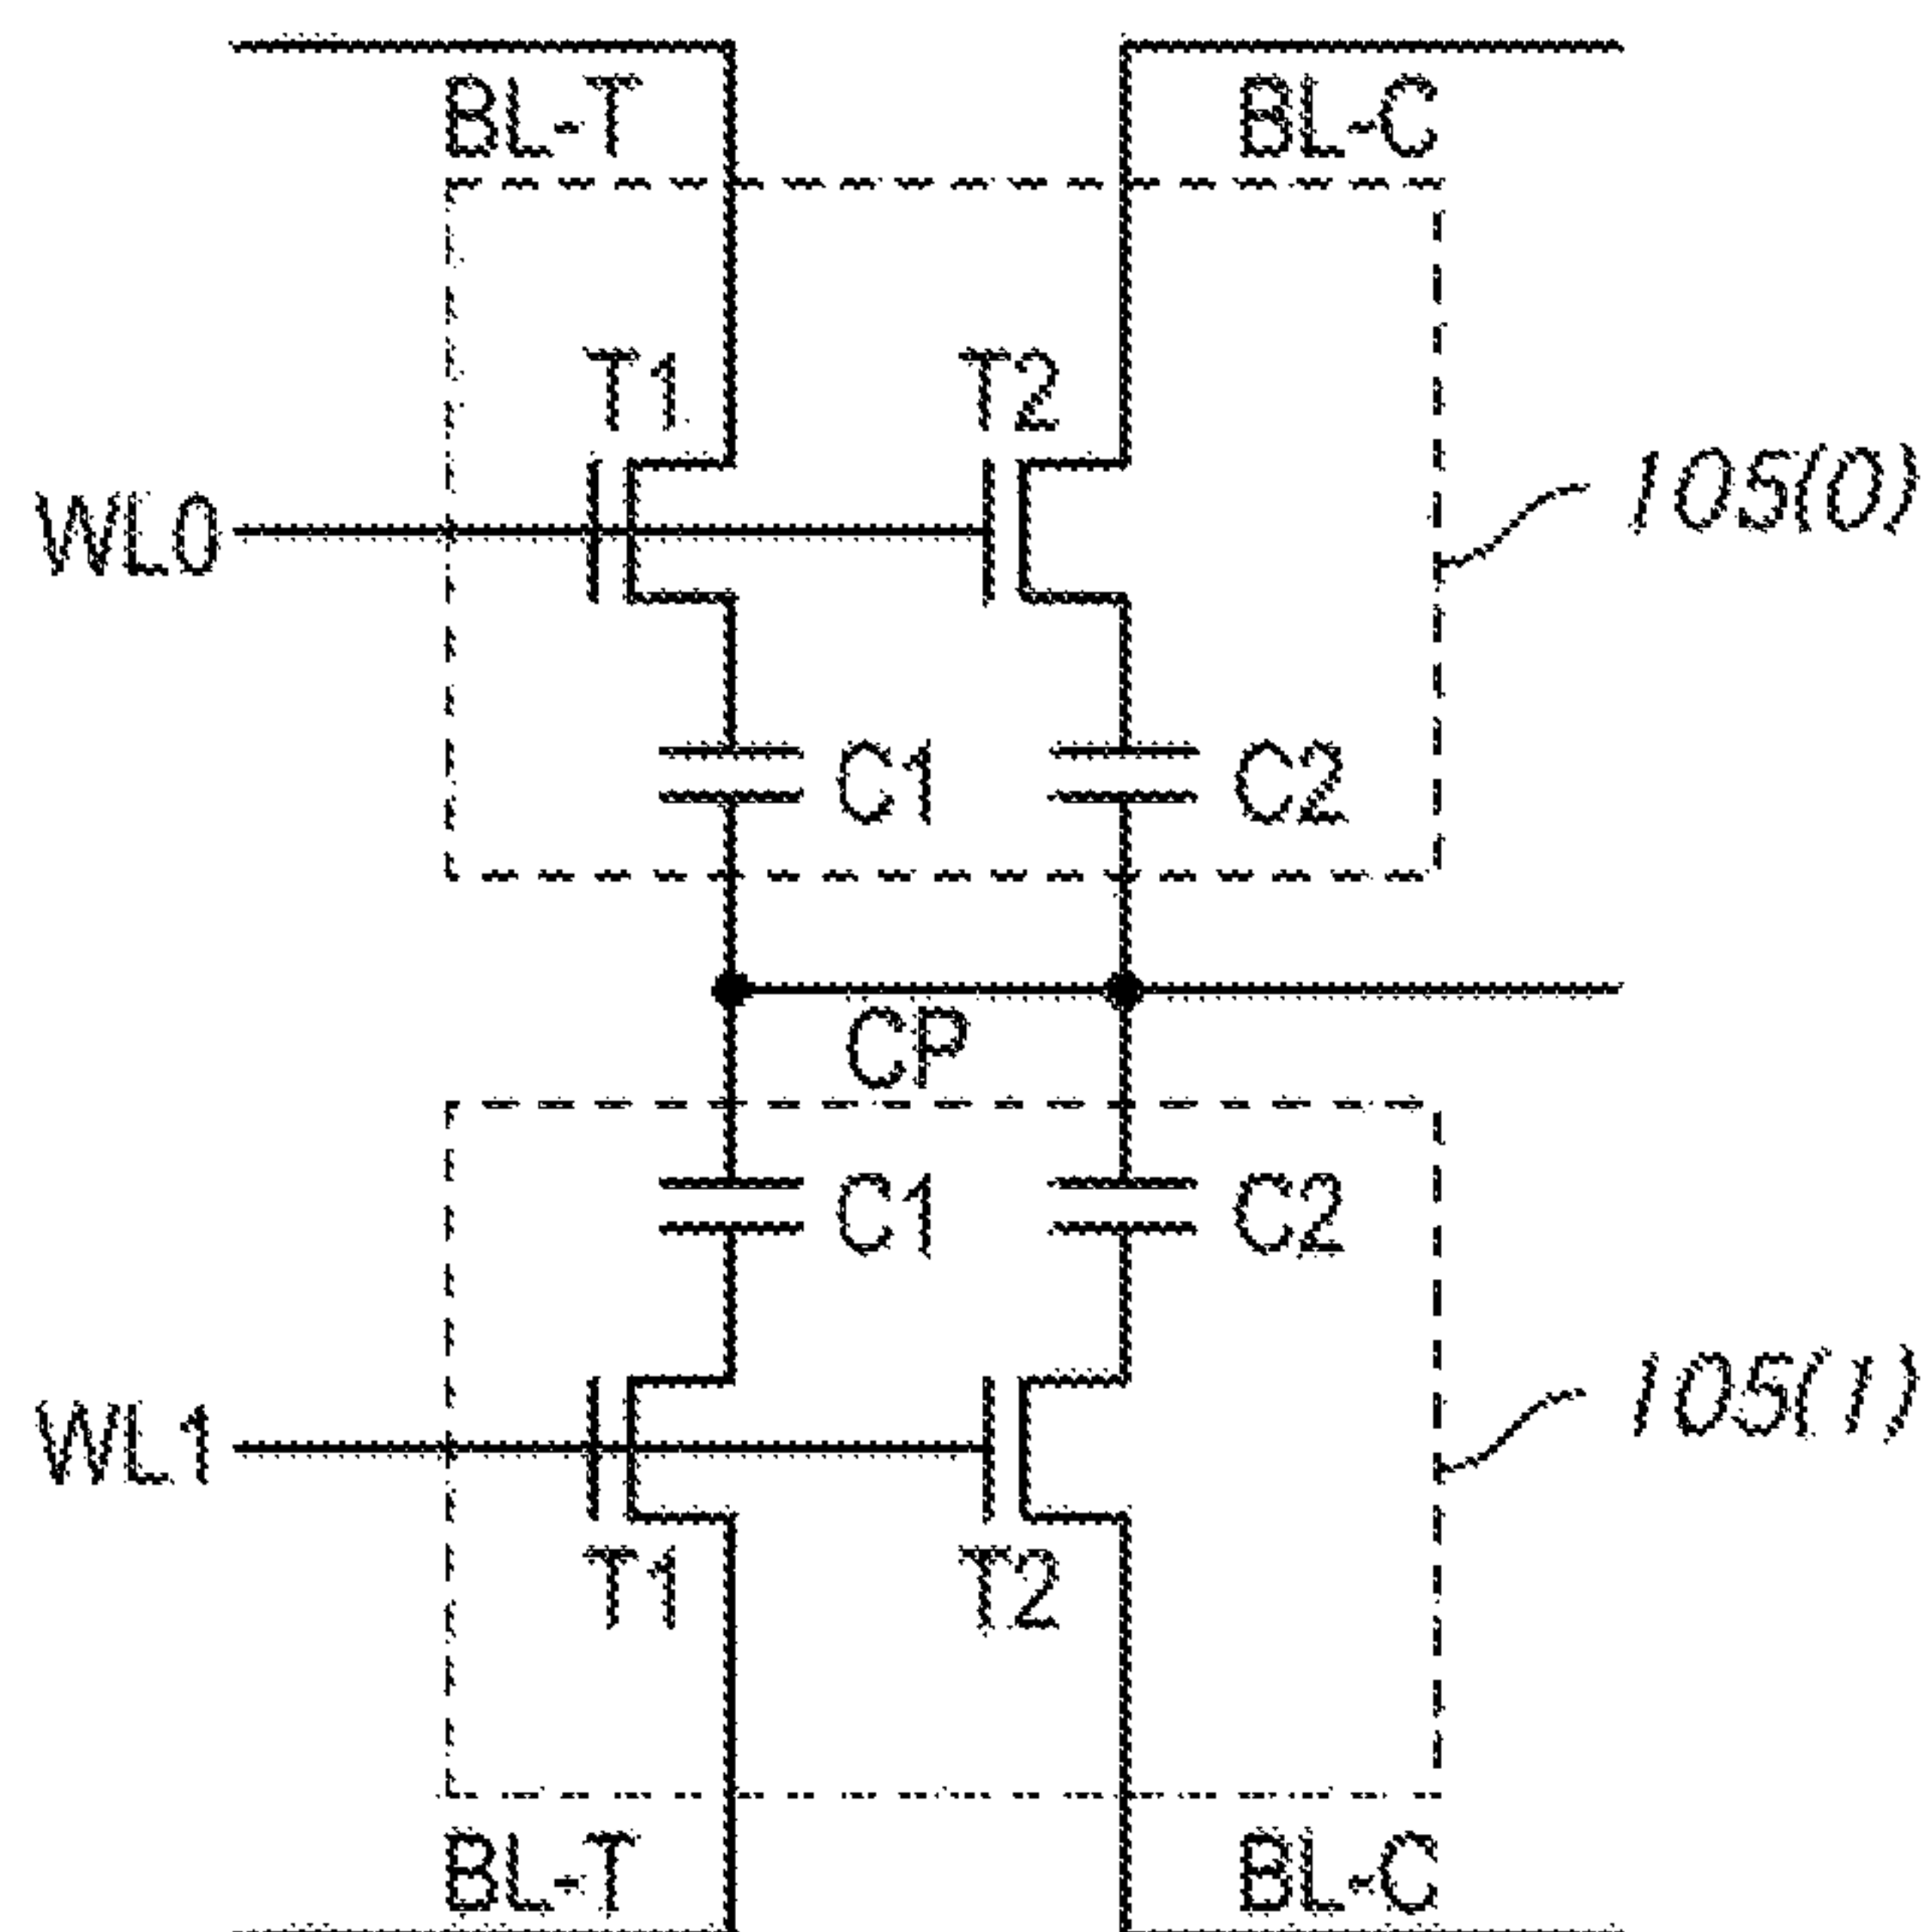 BL-T BL-C
T1 T2
WL0 105(0)
C1 C2
CP
C1 C2
WL1 105(1)
T1 T2
BL-T BL-C